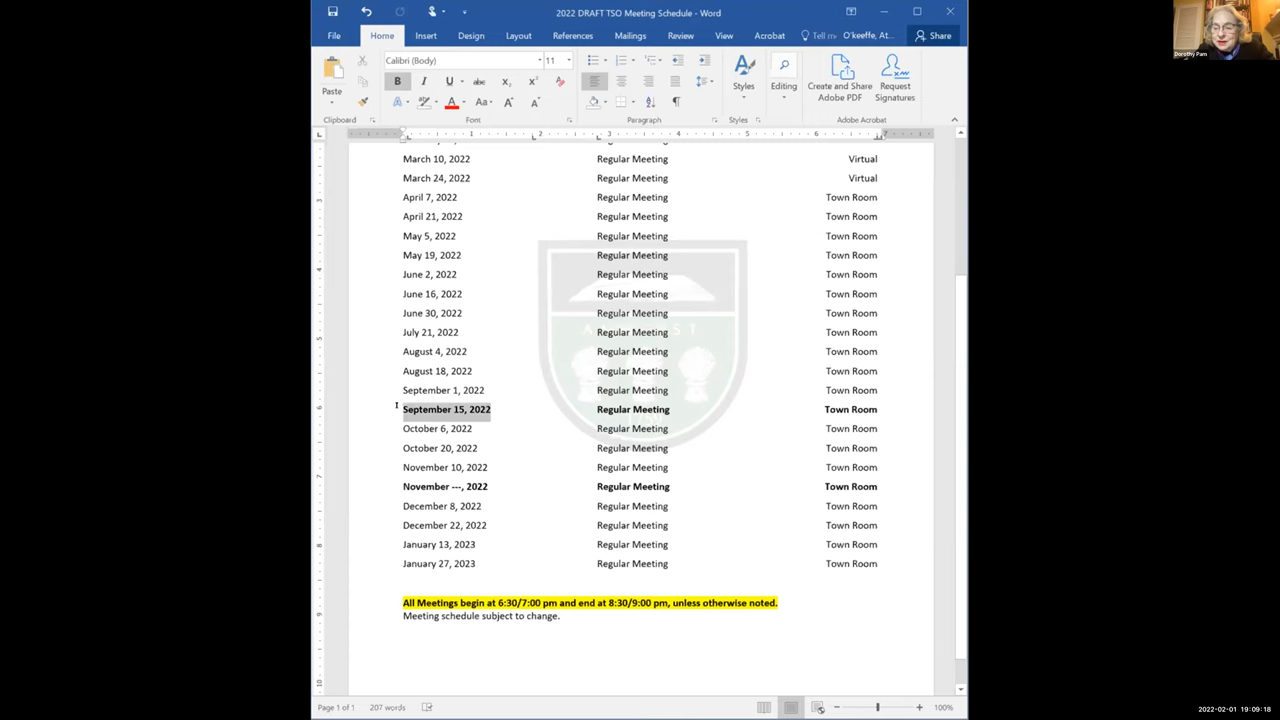 2022 DRAFT TSO Meeting Schedule - Word
File Home Insert Design Layout References Mailings Review View Acrobat Tell me O'keeffe, At... Share
Calibri (Body) 11
Paste Styles Editing Create and Share Adobe PDF Request Signatures
Clipboard Font Paragraph Styles Adobe Acrobat
Dorothy Pam
March 10, 2022 Regular Meeting Virtual
March 24, 2022 Regular Meeting Virtual
April 7, 2022 Regular Meeting Town Room
April 21, 2022 Regular Meeting Town Room
May 5, 2022 Regular Meeting Town Room
May 19, 2022 Regular Meeting Town Room
June 2, 2022 Regular Meeting Town Room
June 16, 2022 Regular Meeting Town Room
June 30, 2022 Regular Meeting Town Room
July 21, 2022 Regular Meeting Town Room
August 4, 2022 Regular Meeting Town Room
August 18, 2022 Regular Meeting Town Room
September 1, 2022 Regular Meeting Town Room
September 15, 2022 Regular Meeting Town Room
October 6, 2022 Regular Meeting Town Room
October 20, 2022 Regular Meeting Town Room
November 10, 2022 Regular Meeting Town Room
November ---, 2022 Regular Meeting Town Room
December 8, 2022 Regular Meeting Town Room
December 22, 2022 Regular Meeting Town Room
January 13, 2023 Regular Meeting Town Room
January 27, 2023 Regular Meeting Town Room
All Meetings begin at 6:30/7:00 pm and end at 8:30/9:00 pm, unless otherwise noted.
Meeting schedule subject to change.
Page 1 of 1 207 words 100%
2022-02-01 19:09:18